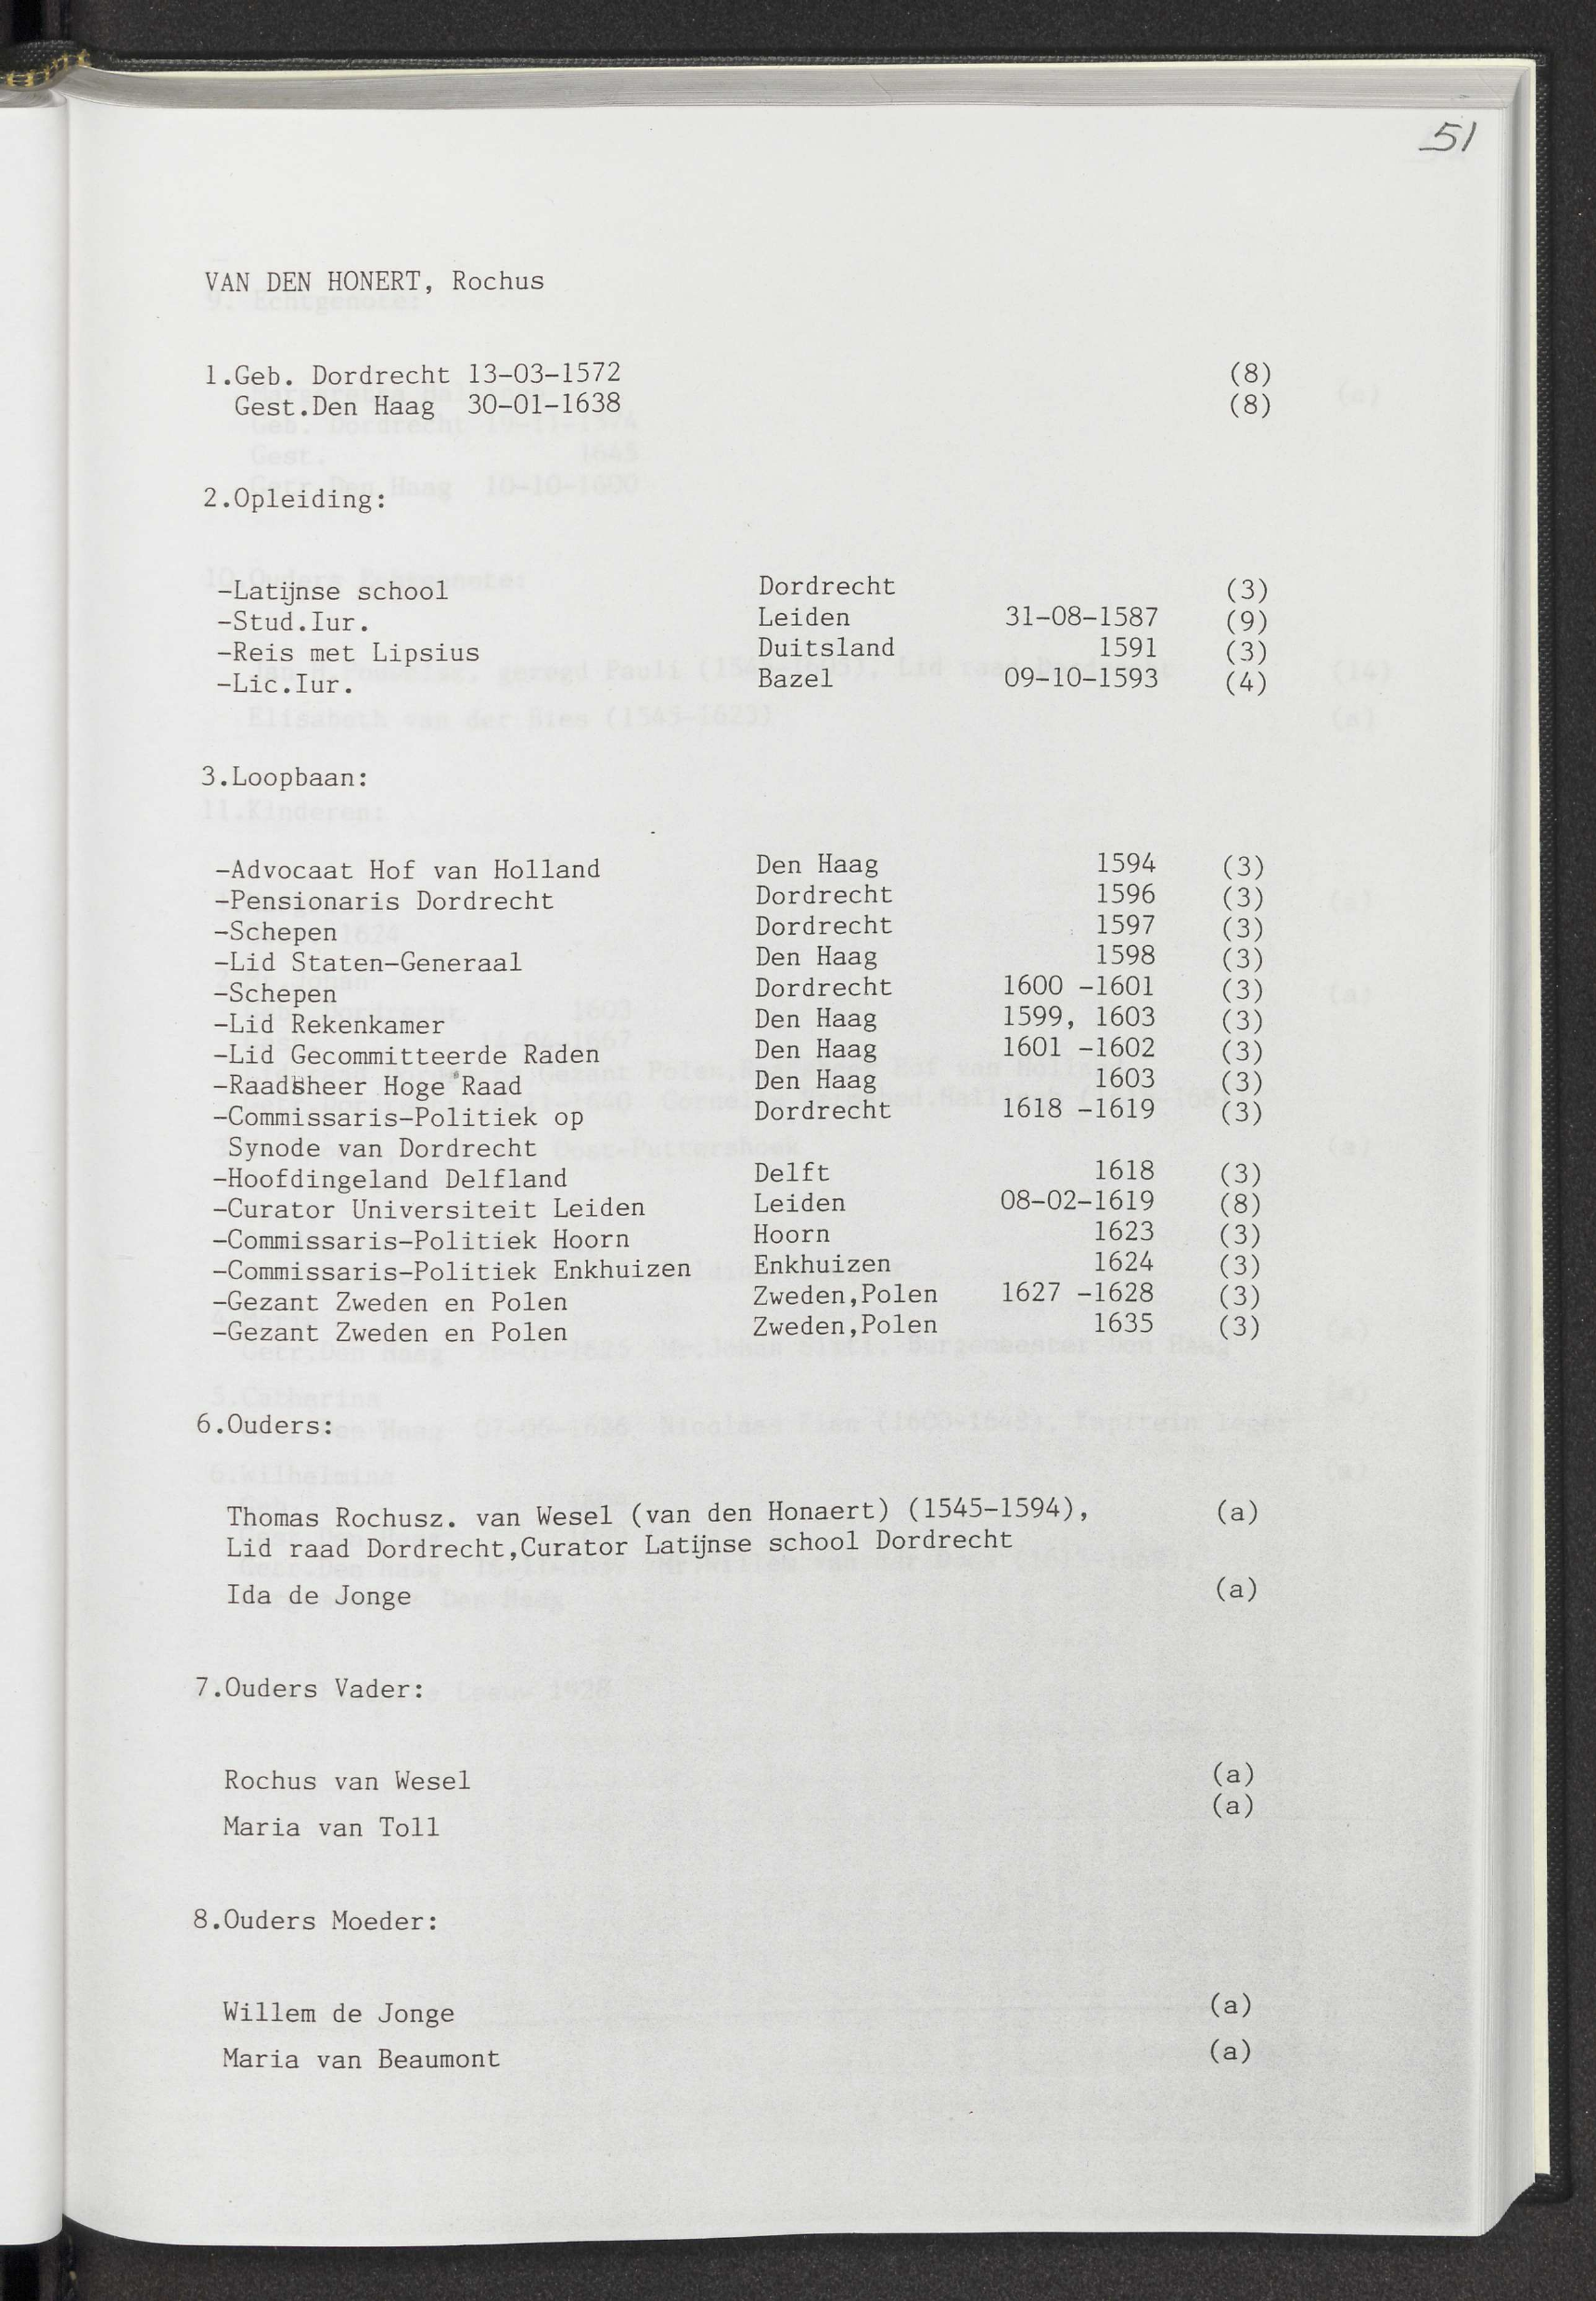 51
VAN DEN HONERT, Rochus
1.Geb. Dordrecht 13-03-1572 (8)
Gest.Den Haag 30-01-1638 (8)
2.Opleiding:
-Latijnse school Dordrecht (3)
-Stud.Iur. Leiden 31-08-1587 (9)
-Reis met Lipsius Duitsland 1591 (3)
-Lic.Iur. Bazel 09-10-1593 (4)
3.Loopbaan:
-Advocaat Hof van Holland Den Haag 1594 (3)
-Pensionaris Dordrecht Dordrecht 1596 (3)
-Schepen Dordrecht 1597 (3)
-Lid Staten-Generaal Den Haag 1598 (3)
-Schepen Dordrecht 1600 -1601 (3)
-Lid Rekenkamer Den Haag 1599, 1603 (3)
-Lid Gecommitteerde Raden Den Haag 1601 -1602 (3)
-Raadsheer Hoge Raad Den Haag 1603 (3)
-Commissaris-Politiek op Dordrecht 1618 -1619 (3)
Synode van Dordrecht
-Hoofdingeland Delfland Delft 1618 (3)
-Curator Universiteit Leiden Leiden 08-02-1619 (8)
-Commissaris-Politiek Hoorn Hoorn 1623 (3)
-Commissaris-Politiek Enkhuizen Enkhuizen 1624 (3)
-Gezant Zweden en Polen Zweden,Polen 1627 -1628 (3)
-Gezant Zweden en Polen Zweden,Polen 1635 (3)
6.Ouders:
Thomas Rochusz. van Wesel (van den Honaert) (1545-1594), (a)
Lid raad Dordrecht,Curator Latijnse school Dordrecht
Ida de Jonge (a)
7.Ouders Vader:
Rochus van Wesel (a)
(a)
Maria van Toll
8.Ouders Moeder:
Willem de Jonge (a)
Maria van Beaumont (a)